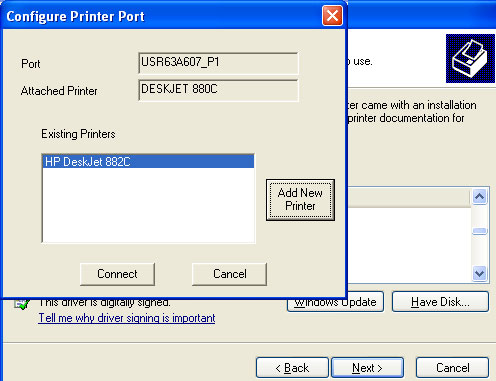 Configure Printer Port
Port
USR63A607_P1
Attached Printer
DESKJET 880C
Existing Printers
HP DeskJet 882C
Add New
Printer
Connect
Cancel
to use.
ter came with an installation
printer documentation for
This driver is digitally signed.
Tell me why driver signing is important
Windows Update
Have Disk...
< Back
Next >
Cancel